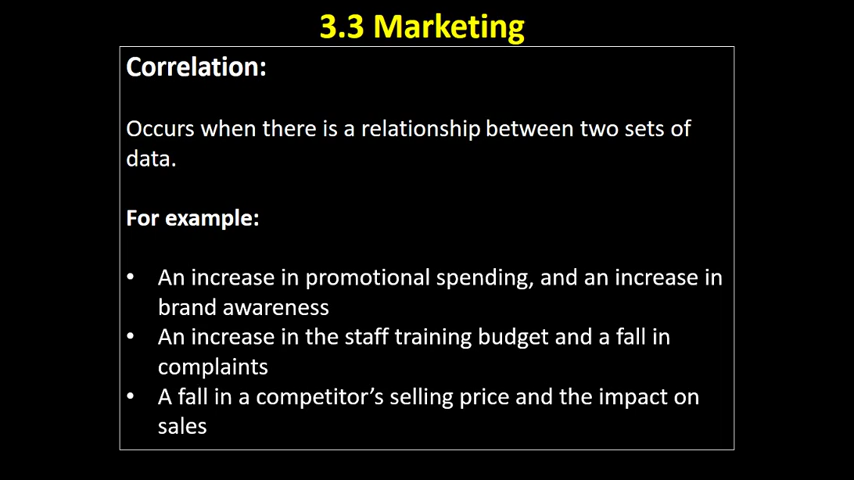 3.3 Marketing
Correlation:
Occurs when there is a relationship between two sets of
data.
For example:
• An increase in promotional spending, and an increase in
brand awareness
• An increase in the staff training budget and a fall in
complaints
• A fall in a competitor’s selling price and the impact on
sales